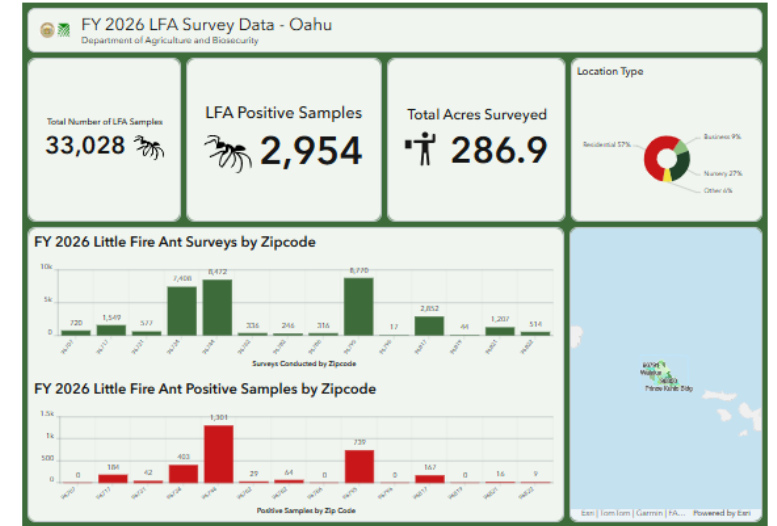 FY 2026 LFA Survey Data - Oahu
Department of Agriculture and Biosecurity
Total Number of LFA Samples
33,028
LFA Positive Samples
2,954
Total Acres Surveyed
286.9
Location Type
Residential 57%
Business 9%
Nursery 27%
Other 6%
FY 2026 Little Fire Ant Surveys by Zipcode
10k
5k
0
720
1,549
577
7,408
8,472
336
246
316
8,770
17
2,852
44
1,207
514
Surveys Conducted by Zipcode
FY 2026 Little Fire Ant Positive Samples by Zipcode
1.5k
1k
500
0
0
184
42
403
1,301
29
64
0
739
0
167
0
16
9
Positive Samples by Zip Code
Esri | TomTom | Garmin | FA... Powered by Esri